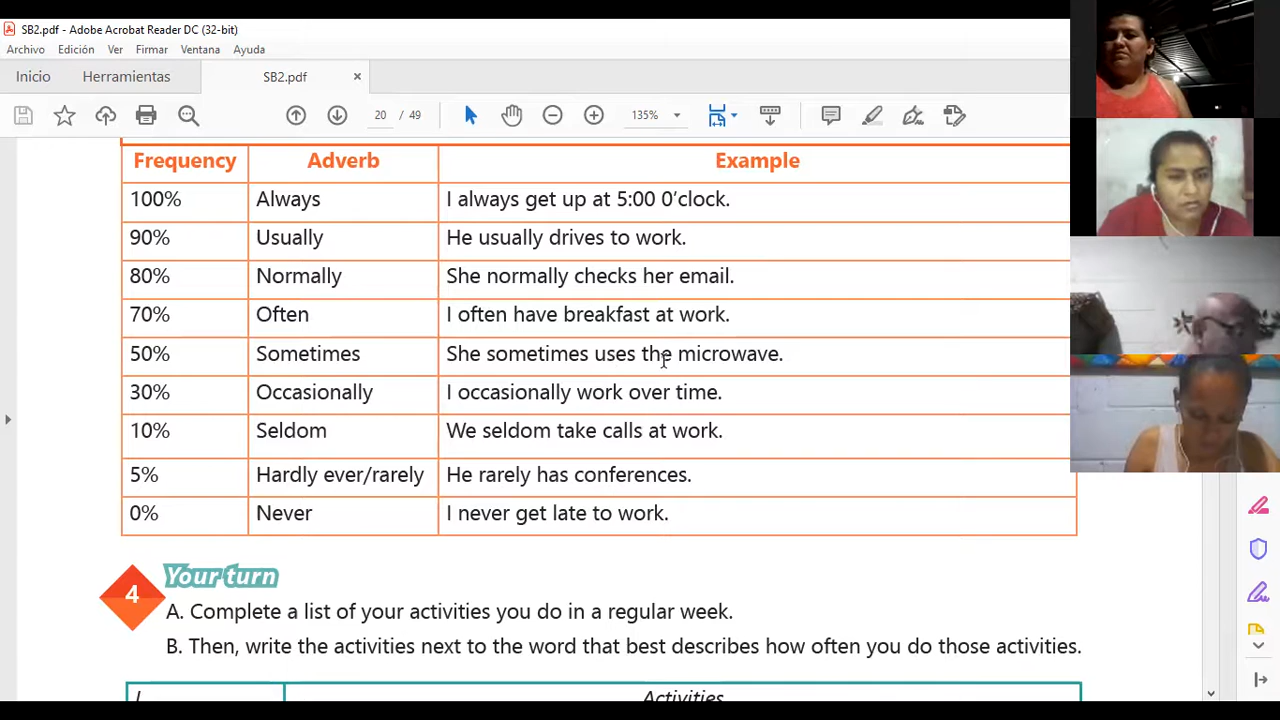 SB2.pdf - Adobe Acrobat Reader DC (32-bit)
Archivo Edición Ver Firmar Ventana Ayuda
Inicio Herramientas SB2.pdf ×
20 / 49 135%
Frequency Adverb Example
100% Always I always get up at 5:00 0’clock.
90% Usually He usually drives to work.
80% Normally She normally checks her email.
70% Often I often have breakfast at work.
50% Sometimes She sometimes uses the microwave.
30% Occasionally I occasionally work over time.
10% Seldom We seldom take calls at work.
5% Hardly ever/rarely He rarely has conferences.
0% Never I never get late to work.
4 Your turn
A. Complete a list of your activities you do in a regular week.
B. Then, write the activities next to the word that best describes how often you do those activities.
I Activities